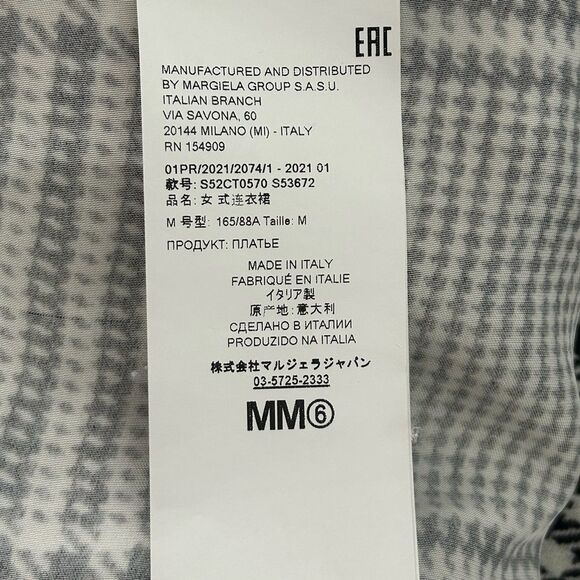 EAC
MANUFACTURED AND DISTRIBUTED
BY MARGIELA GROUP S.A.S.U.
ITALIAN BRANCH
VIA SAVONA, 60
20144 MILANO (MI) - ITALY
RN 154909
01PR/2021/2074/1 - 2021 01
款号: S52CT0570 S53672
品名: 女 式连衣裙
M 号型: 165/88A Taille: M
ПРОДУКТ: ПЛАТЬЕ
MADE IN ITALY
FABRIQUÉ EN ITALIE
イタリア製
原产地: 意大利
СДЕЛАНО В ИТАЛИИ
PRODUZIDO NA ITALIA
株式会社マルジェラジャパン
03-5725-2333
MM⑥